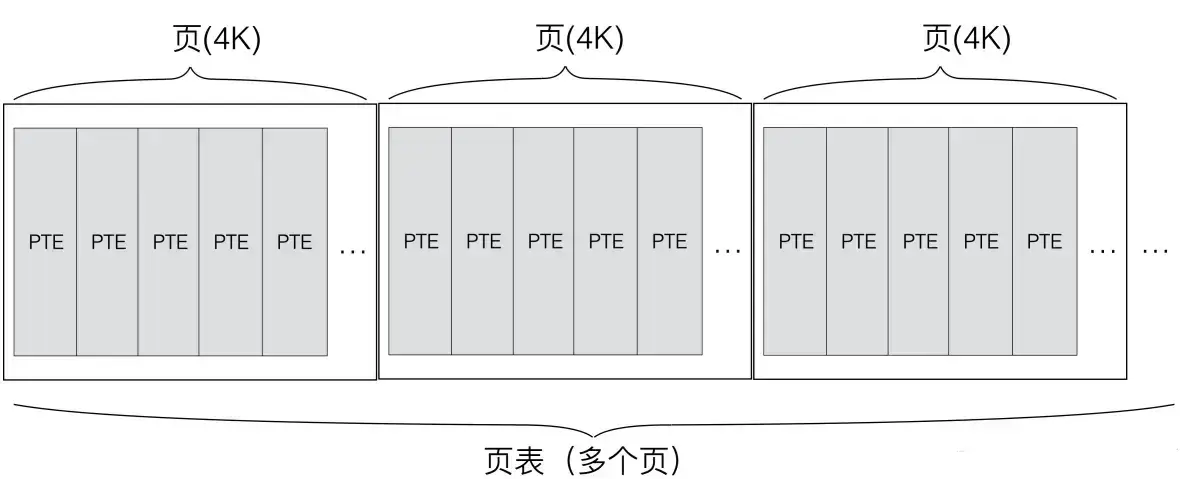 页(4K) 页(4K) 页(4K)
PTE PTE PTE PTE PTE ... PTE PTE PTE PTE PTE ... PTE PTE PTE PTE PTE ... ...
页表（多个页）